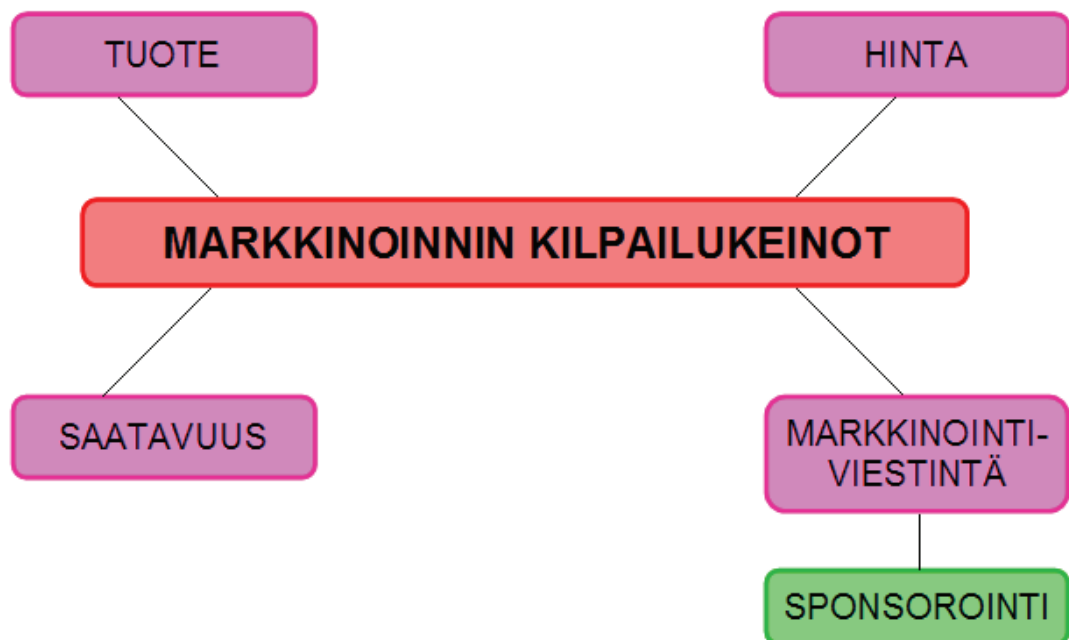 TUOTE
HINTA
MARKKINOINNIN KILPAILUKEINOT
SAATAVUUS
MARKKINOINTI-
VIESTINTÄ
SPONSOROINTI